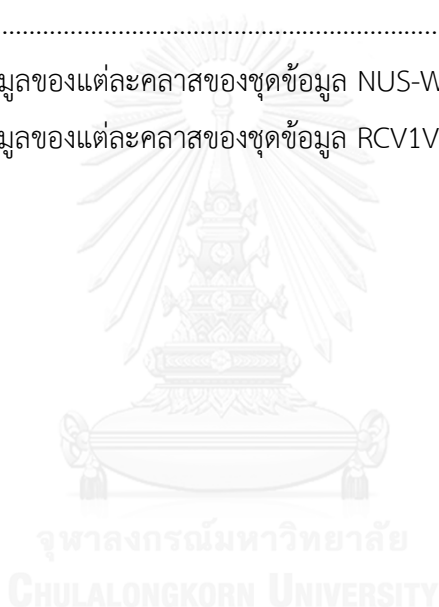 ................................................................
มูลของแต่ละคลาสของชุดข้อมูล NUS-W
มูลของแต่ละคลาสของชุดข้อมูล RCV1V
จุฬาลงกรณ์มหาวิทยาลัย
CHULALONGKORN UNIVERSITY